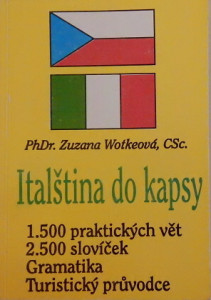 PhDr. Zuzana Wotkeová, CSc.
Italština do kapsy
1.500 praktických vět
2.500 slovíček
Gramatika
Turistický průvodce